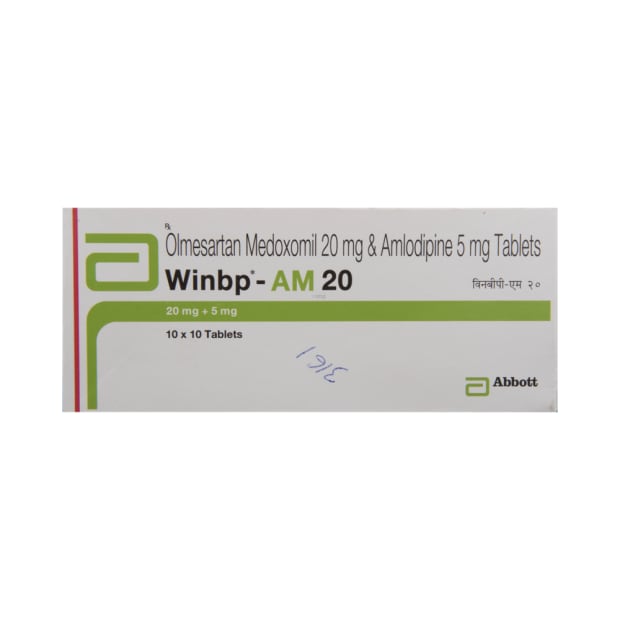 Rx
Olmesartan Medoxomil 20 mg & Amlodipine 5 mg Tablets
Winbp®- AM 20
विनबीपी-एम २०
20 mg + 5 mg
10 x 10 Tablets
Abbott